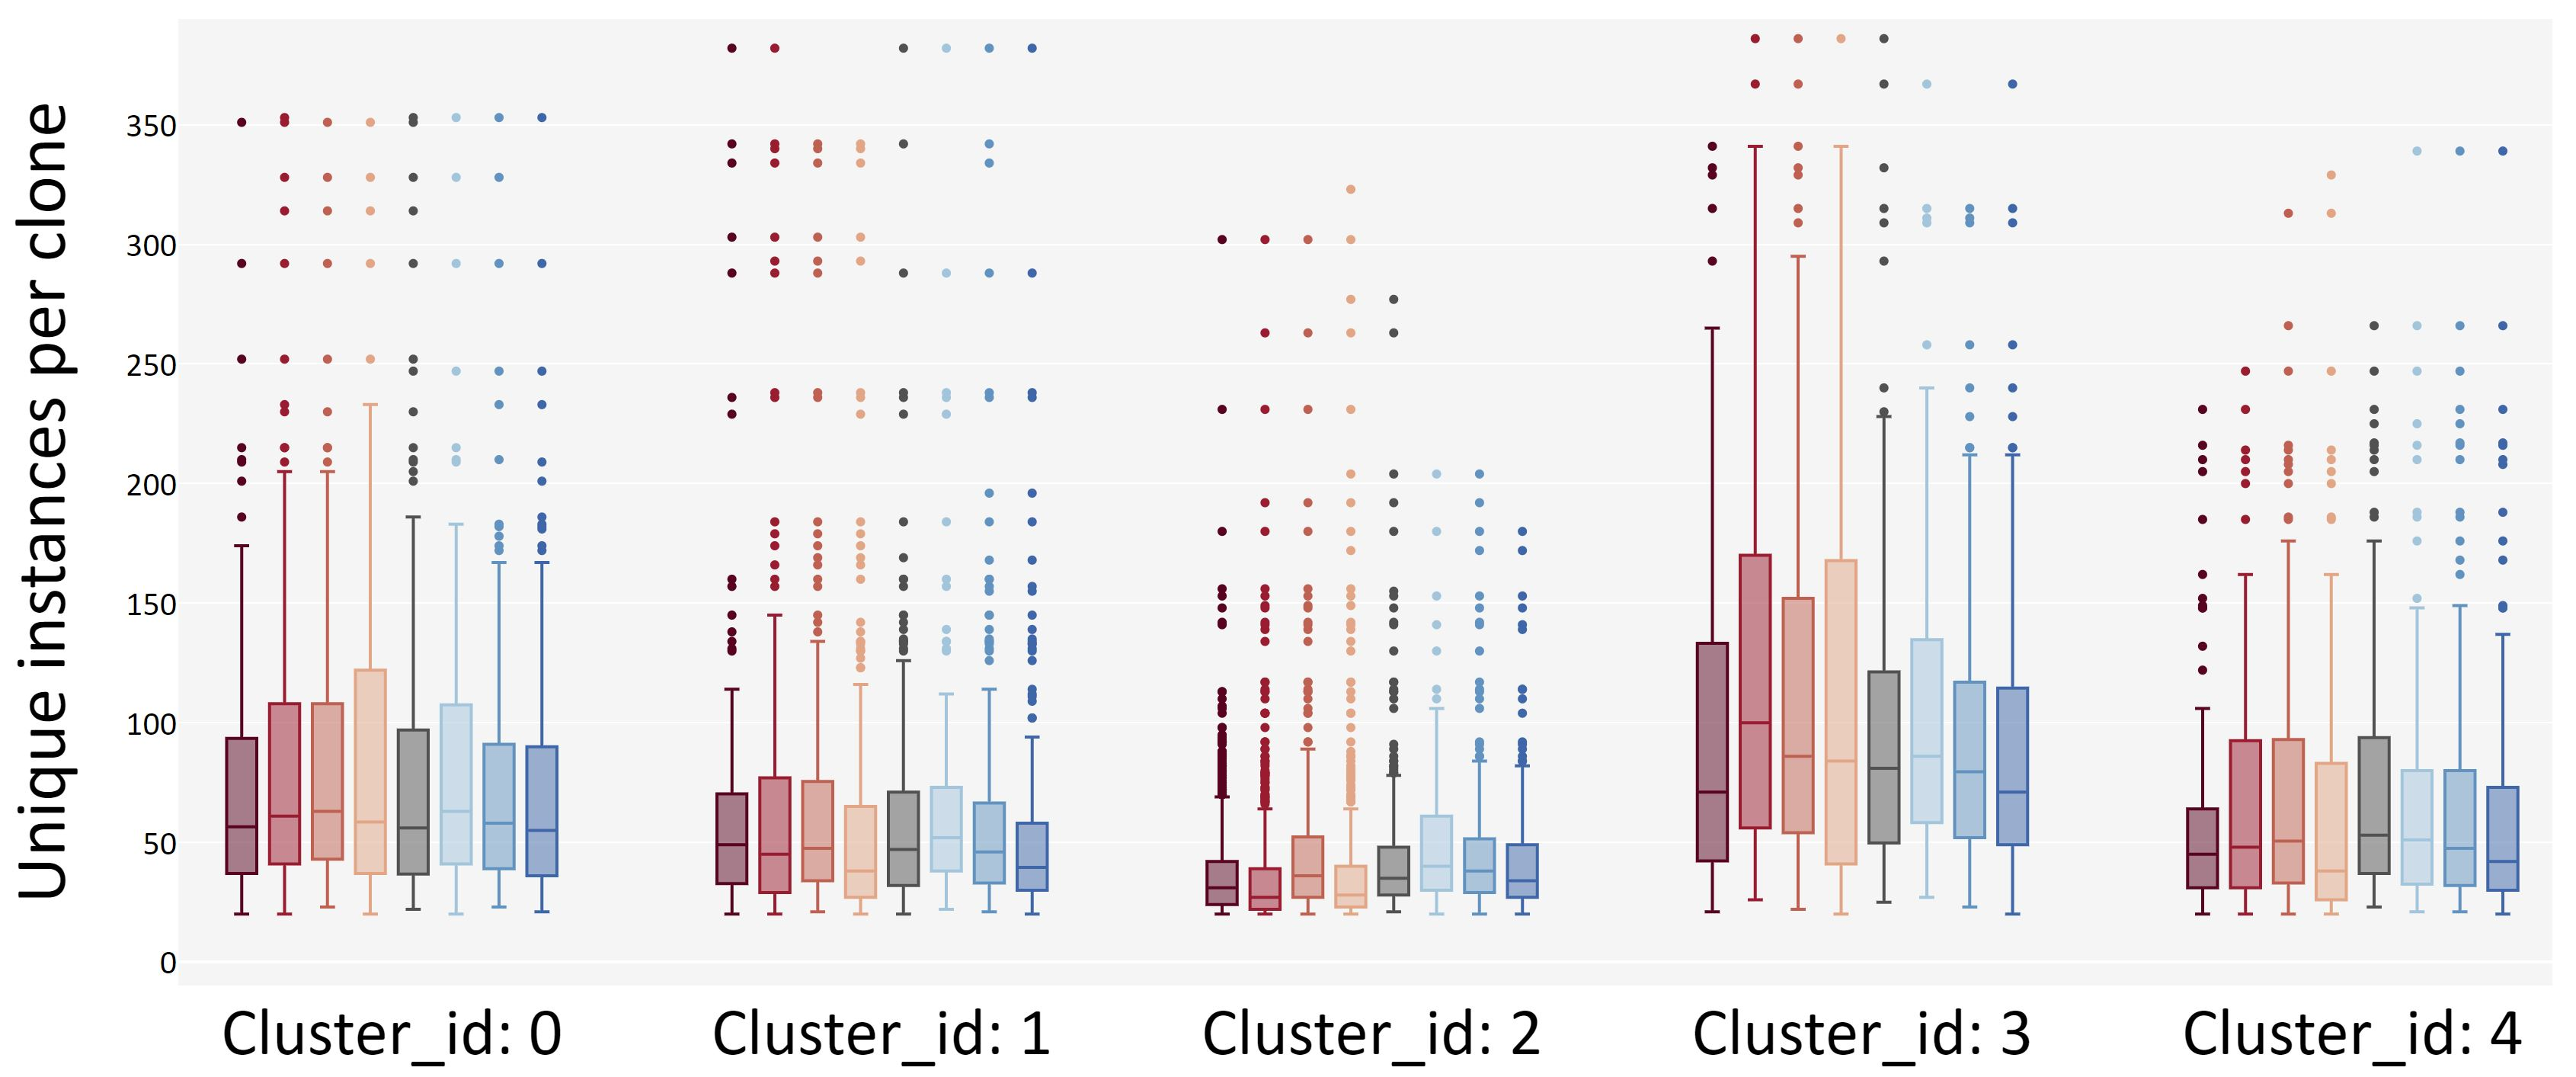 Unique instances per clone
350
300
250
200
150
100
50
0
Cluster_id: 0
Cluster_id: 1
Cluster_id: 2
Cluster_id: 3
Cluster_id: 4